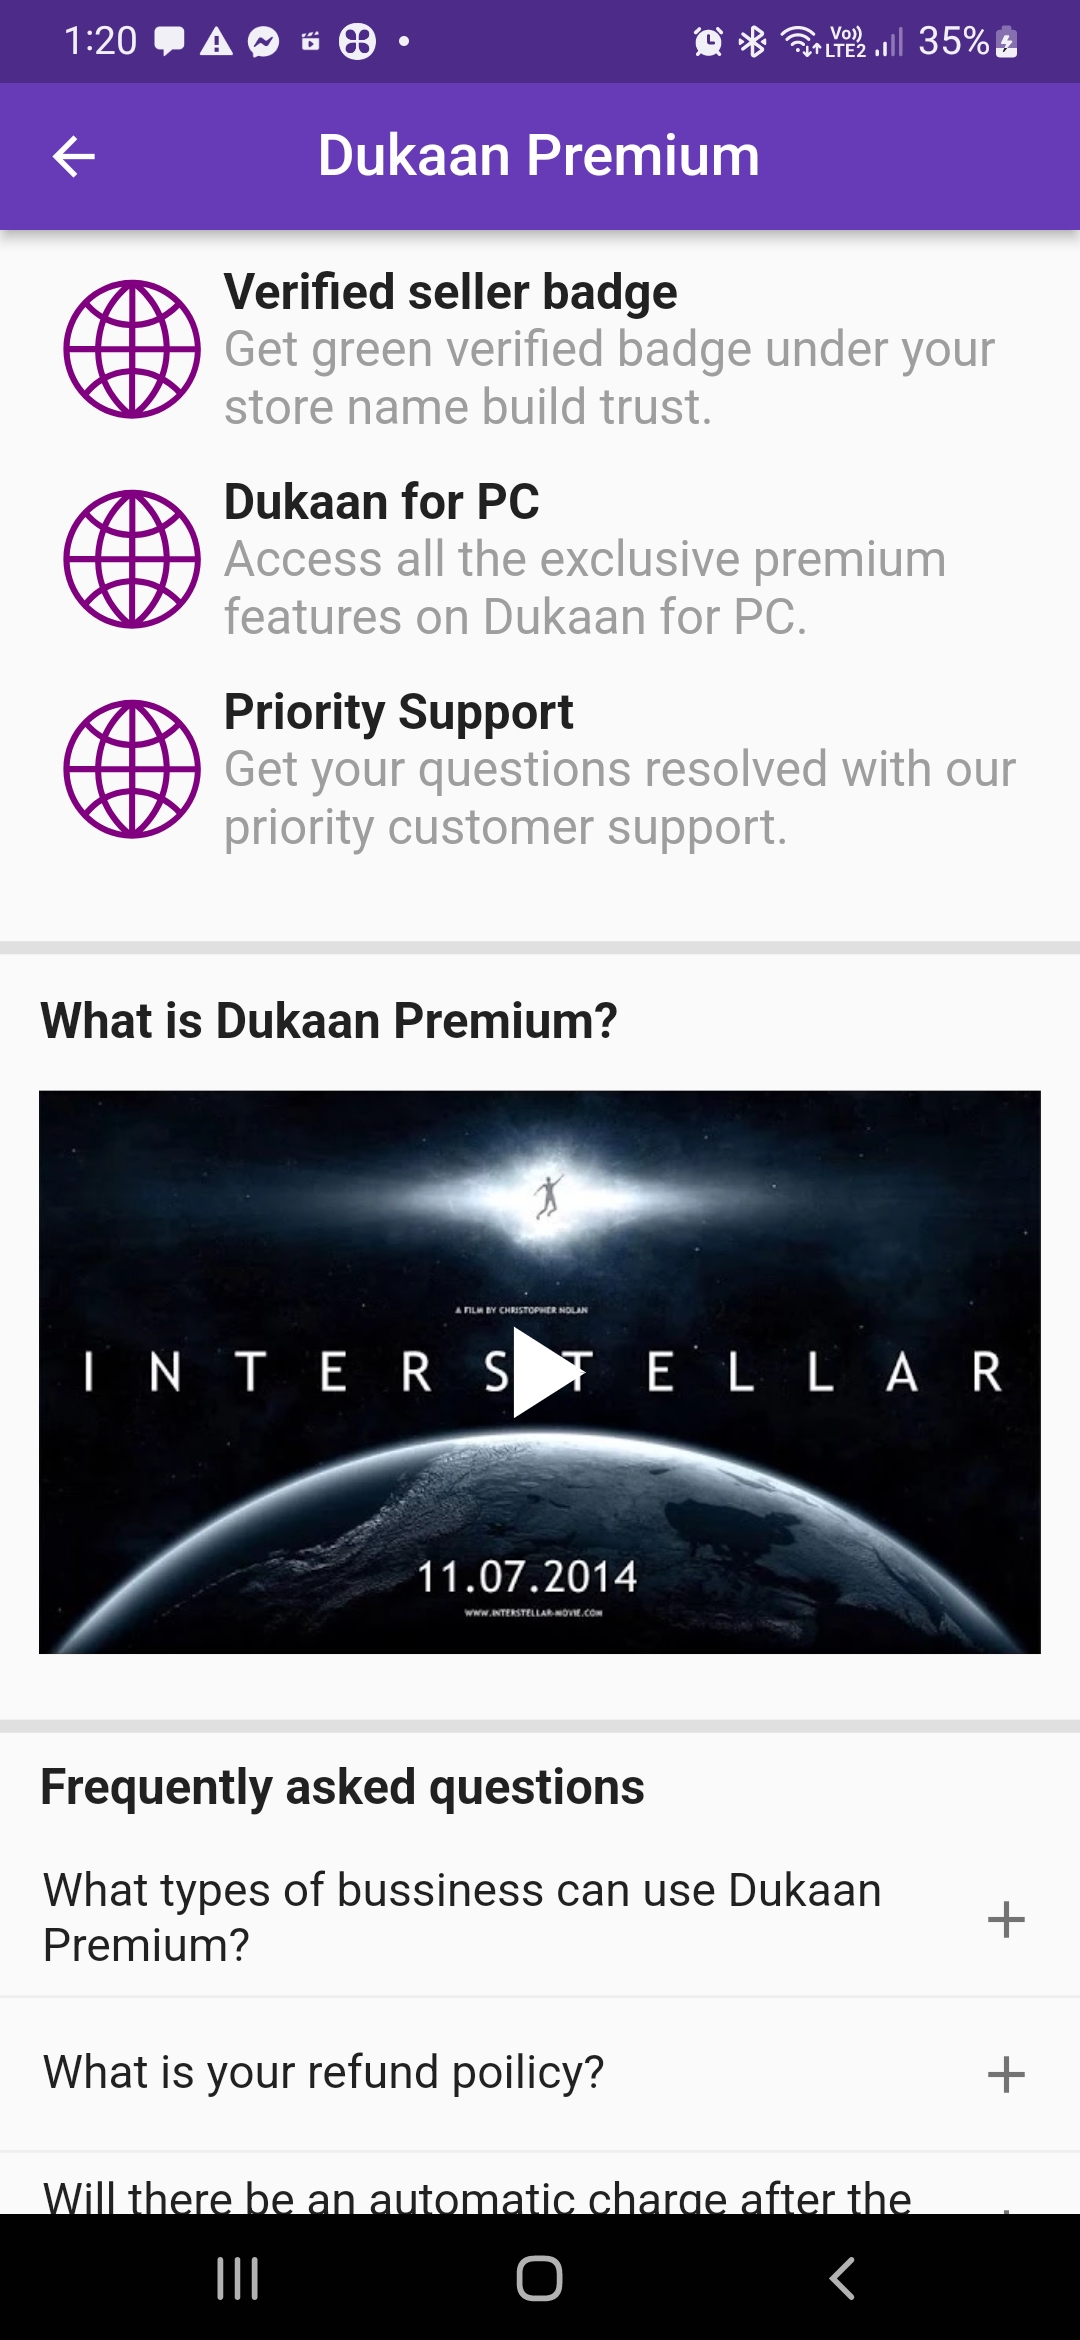 1:20
Vo)) LTE2 35%
Dukaan Premium
Verified seller badge
Get green verified badge under your
store name build trust.
Dukaan for PC
Access all the exclusive premium
features on Dukaan for PC.
Priority Support
Get your questions resolved with our
priority customer support.
What is Dukaan Premium?
A FILM BY CHRISTOPHER NOLAN
INTERSTELLAR
11.07.2014
WWW.INTERSTELLAR-MOVIE.COM
Frequently asked questions
What types of bussiness can use Dukaan
Premium?
What is your refund poilicy?
Will there be an automatic charge after the